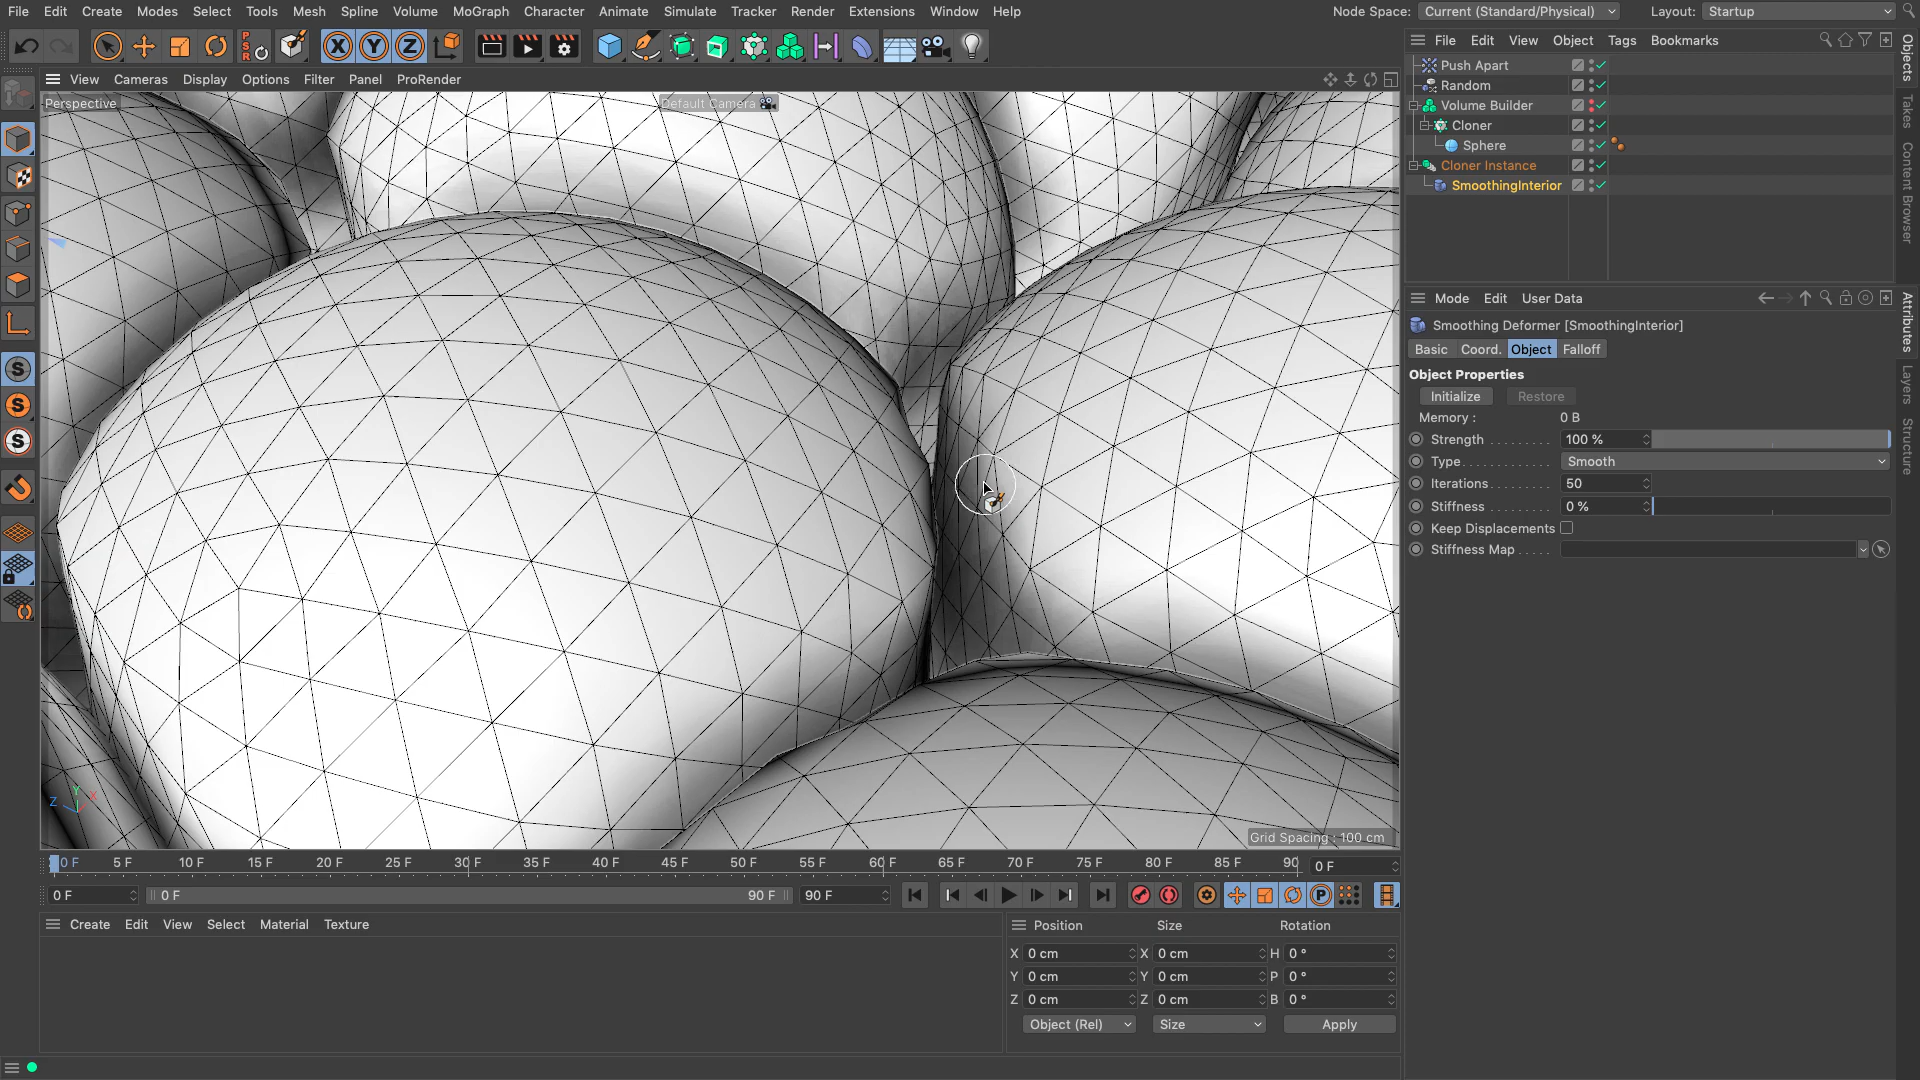 File Edit Create Modes Select Tools Mesh Spline Volume MoGraph Character Animate Simulate Tracker Render Extensions Window Help Node Space: Current (Standard/Physical) Layout: Startup
PSR X Y Z
File Edit View Object Tags Bookmarks
View Cameras Display Options Filter Panel ProRender
Perspective
Default Camera
Push Apart
Random
Volume Builder
Cloner
Sphere
Cloner Instance
SmoothingInterior
Objects
Takes
Content Browser
Mode Edit User Data
Smoothing Deformer [SmoothingInterior]
Basic Coord. Object Falloff
Object Properties
Initialize Restore
Memory : 0 B
Strength 100 %
Type Smooth
Iterations 50
Stiffness 0 %
Keep Displacements
Stiffness Map
Attributes
Layers
Structure
S
S
S
Z Y X
Grid Spacing : 100 cm
0 F 5 F 10 F 15 F 20 F 25 F 30 F 35 F 40 F 45 F 50 F 55 F 60 F 65 F 70 F 75 F 80 F 85 F 90 0 F
0 F 0 F 90 F 90 F P
Create Edit View Select Material Texture
Position Size Rotation
X 0 cm X 0 cm H 0 °
Y 0 cm Y 0 cm P 0 °
Z 0 cm Z 0 cm B 0 °
Object (Rel) Size Apply